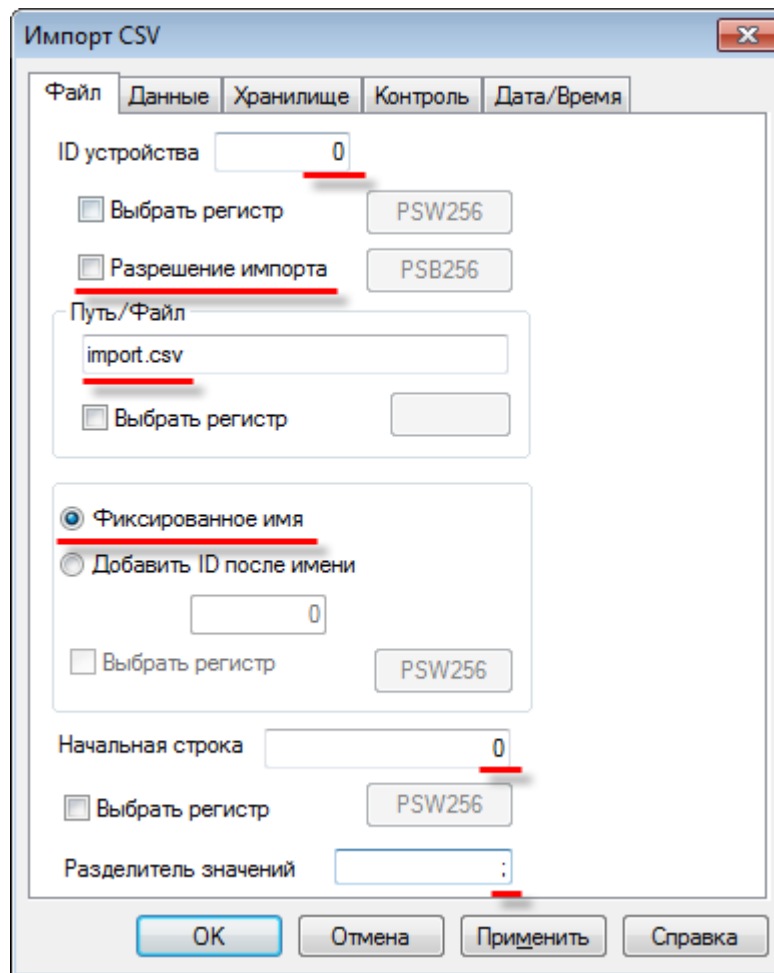 Импорт CSV
Файл Данные Хранилище Контроль Дата/Время
ID устройства 0
Выбрать регистр PSW256
Разрешение импорта PSB256
Путь/Файл
import.csv
Выбрать регистр
Фиксированное имя
Добавить ID после имени
0
Выбрать регистр PSW256
Начальная строка 0
Выбрать регистр PSW256
Разделитель значений ;
OK Отмена Применить Справка